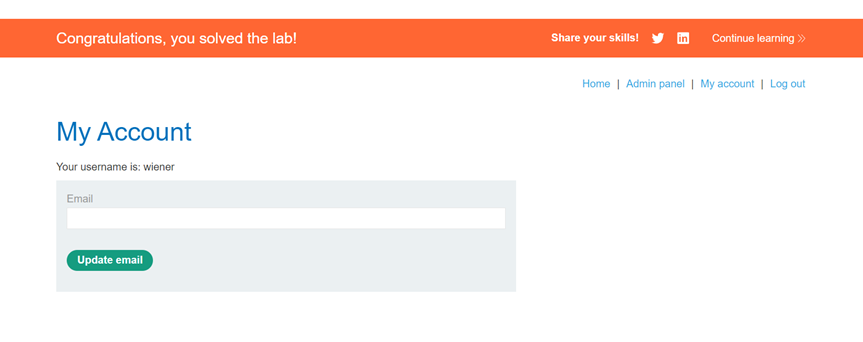 Congratulations, you solved the lab! Share your skills! Continue learning >>
Home | Admin panel | My account | Log out
My Account
Your username is: wiener
Email
Update email